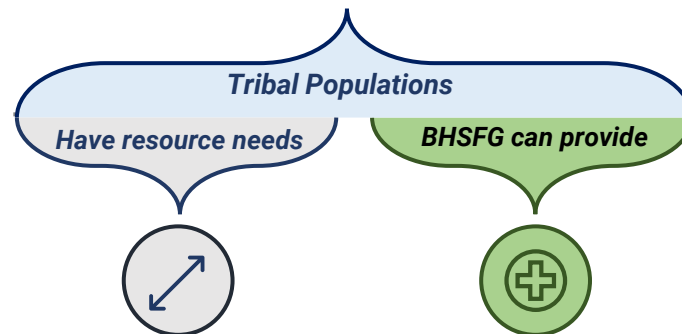 Tribal Populations
Have resource needs
BHSFG can provide